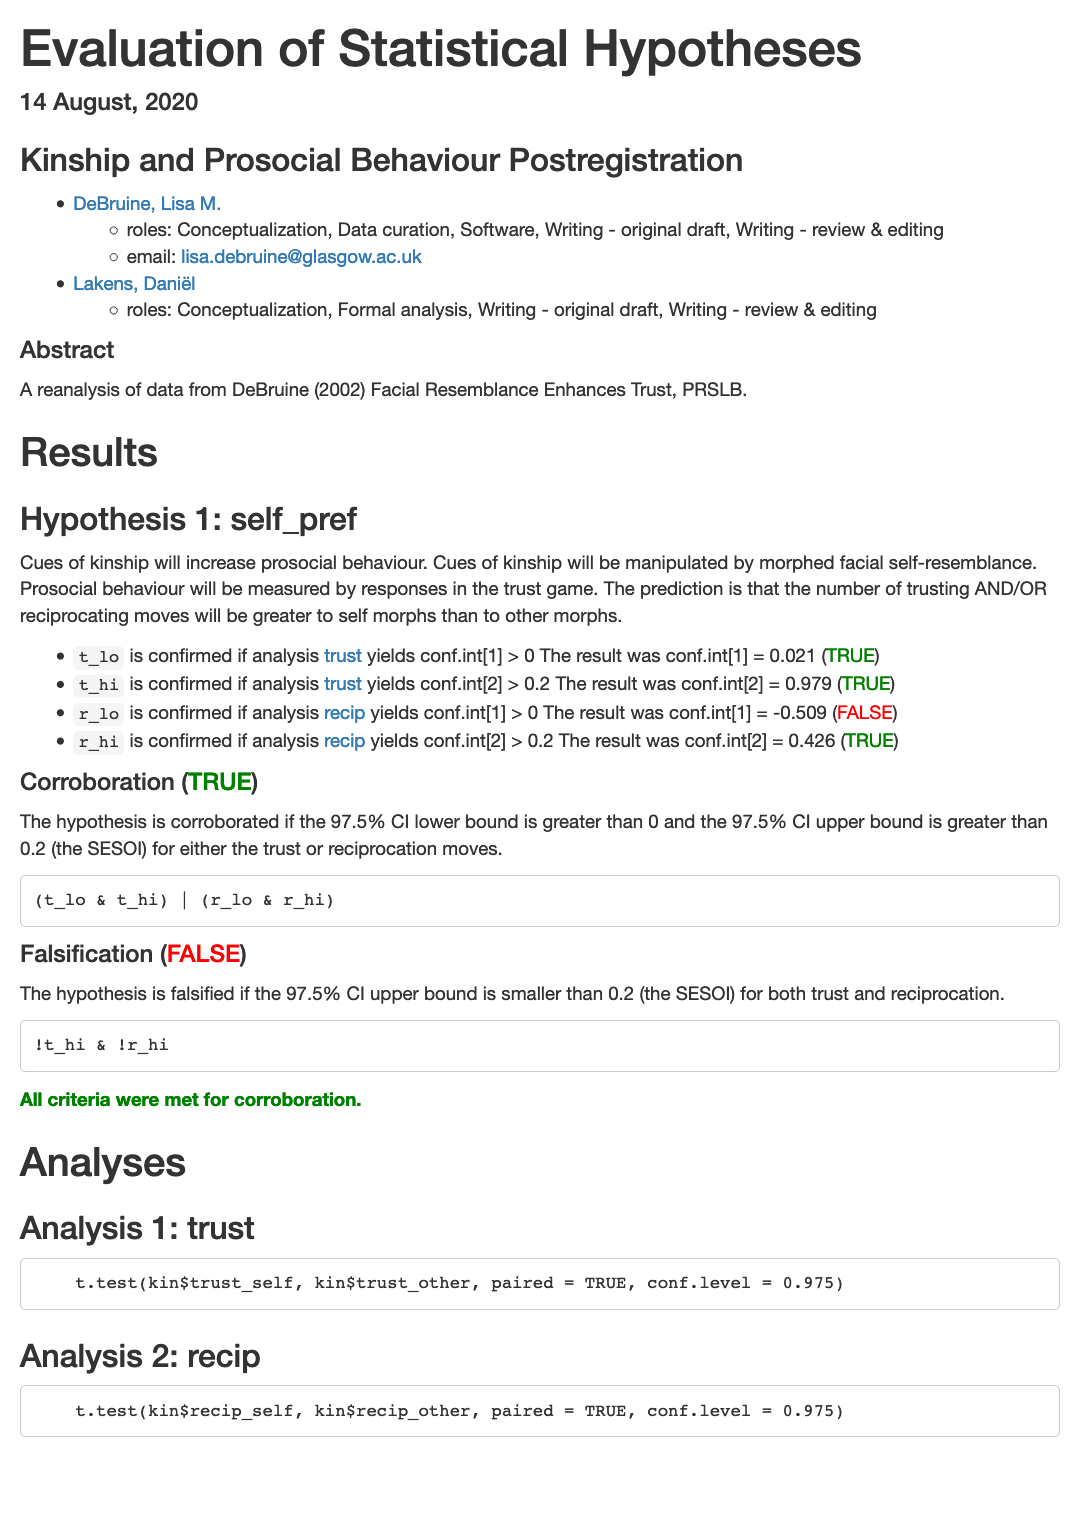 Evaluation of Statistical Hypotheses
14 August, 2020
Kinship and Prosocial Behaviour Postregistration
• DeBruine, Lisa M.
○ roles: Conceptualization, Data curation, Software, Writing - original draft, Writing - review & editing
○ email: lisa.debruine@glasgow.ac.uk
• Lakens, Daniël
○ roles: Conceptualization, Formal analysis, Writing - original draft, Writing - review & editing
Abstract
A reanalysis of data from DeBruine (2002) Facial Resemblance Enhances Trust, PRSLB.
Results
Hypothesis 1: self_pref
Cues of kinship will increase prosocial behaviour. Cues of kinship will be manipulated by morphed facial self-resemblance.
Prosocial behaviour will be measured by responses in the trust game. The prediction is that the number of trusting AND/OR
reciprocating moves will be greater to self morphs than to other morphs.
• t_lo is confirmed if analysis trust yields conf.int[1] > 0 The result was conf.int[1] = 0.021 (TRUE)
• t_hi is confirmed if analysis trust yields conf.int[2] > 0.2 The result was conf.int[2] = 0.979 (TRUE)
• r_lo is confirmed if analysis recip yields conf.int[1] > 0 The result was conf.int[1] = -0.509 (FALSE)
• r_hi is confirmed if analysis recip yields conf.int[2] > 0.2 The result was conf.int[2] = 0.426 (TRUE)
Corroboration (TRUE)
The hypothesis is corroborated if the 97.5% CI lower bound is greater than 0 and the 97.5% CI upper bound is greater than
0.2 (the SESOI) for either the trust or reciprocation moves.
(t_lo & t_hi) | (r_lo & r_hi)
Falsification (FALSE)
The hypothesis is falsified if the 97.5% CI upper bound is smaller than 0.2 (the SESOI) for both trust and reciprocation.
!t_hi & !r_hi
All criteria were met for corroboration.
Analyses
Analysis 1: trust
t.test(kin$trust_self, kin$trust_other, paired = TRUE, conf.level = 0.975)
Analysis 2: recip
t.test(kin$recip_self, kin$recip_other, paired = TRUE, conf.level = 0.975)